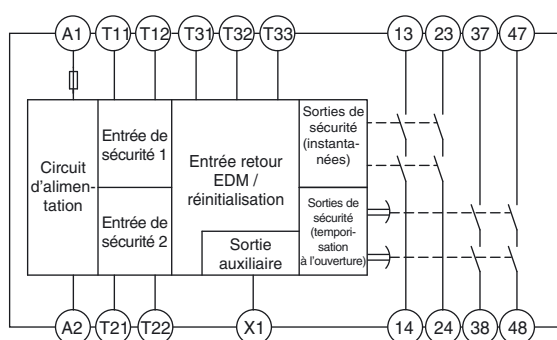 A1 T11 T12 T31 T32 T33 13 23 37 47
Circuit
d'alimen-
tation
Entrée de
sécurité 1
Entrée de
sécurité 2
Entrée retour
EDM /
réinitialisation
Sortie
auxiliaire
Sorties de
sécurité
(instanta-
nées)
Sorties de
sécurité
(tempori-
sation
à l'ouverture)
A2 T21 T22 X1 14 24 38 48